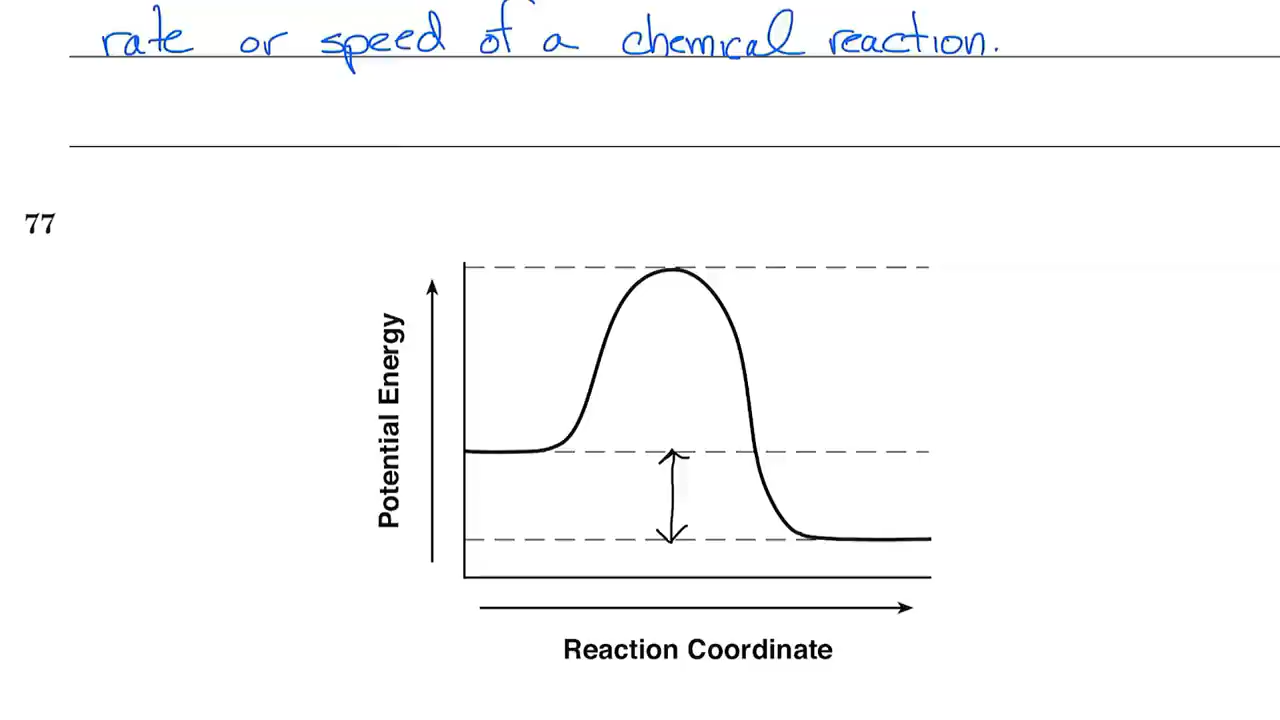 rate or speed of a chemical reaction.
77
Potential Energy
Reaction Coordinate